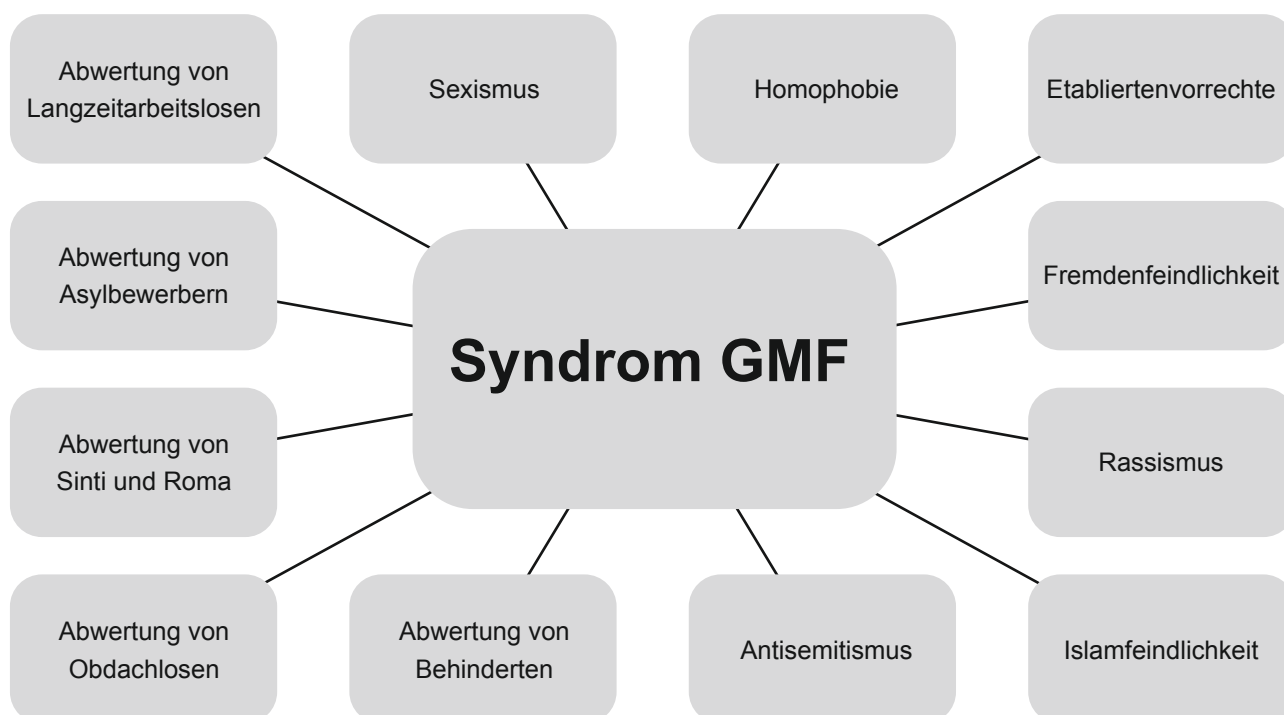 Abwertung von
Langzeitarbeitslosen
Sexismus
Homophobie
Etabliertenvorrechte
Abwertung von
Asylbewerbern
Fremdenfeindlichkeit
Syndrom GMF
Abwertung von
Sinti und Roma
Rassismus
Abwertung von
Obdachlosen
Abwertung von
Behinderten
Antisemitismus
Islamfeindlichkeit